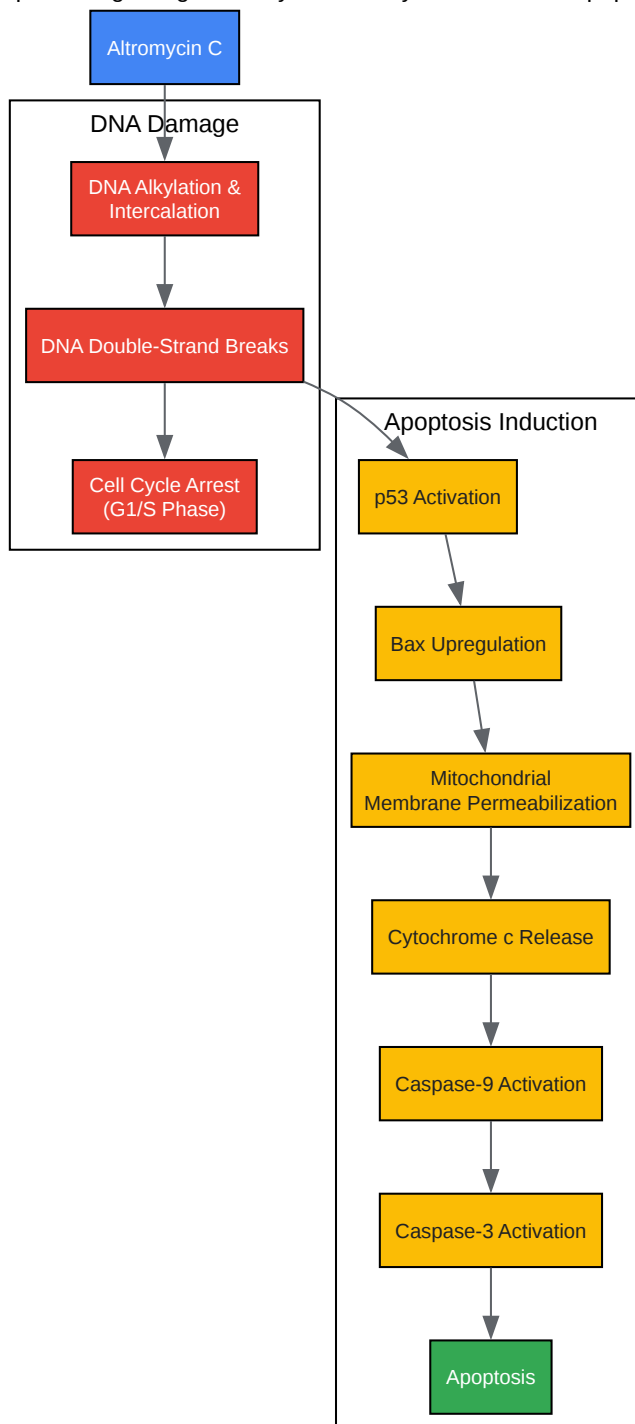 Altromycin C
DNA Damage
DNA Alkylation &
Intercalation
DNA Double-Strand Breaks
Cell Cycle Arrest
(G1/S Phase)
Apoptosis Induction
p53 Activation
Bax Upregulation
Mitochondrial
Membrane Permeabilization
Cytochrome c Release
Caspase-9 Activation
Caspase-3 Activation
Apoptosis